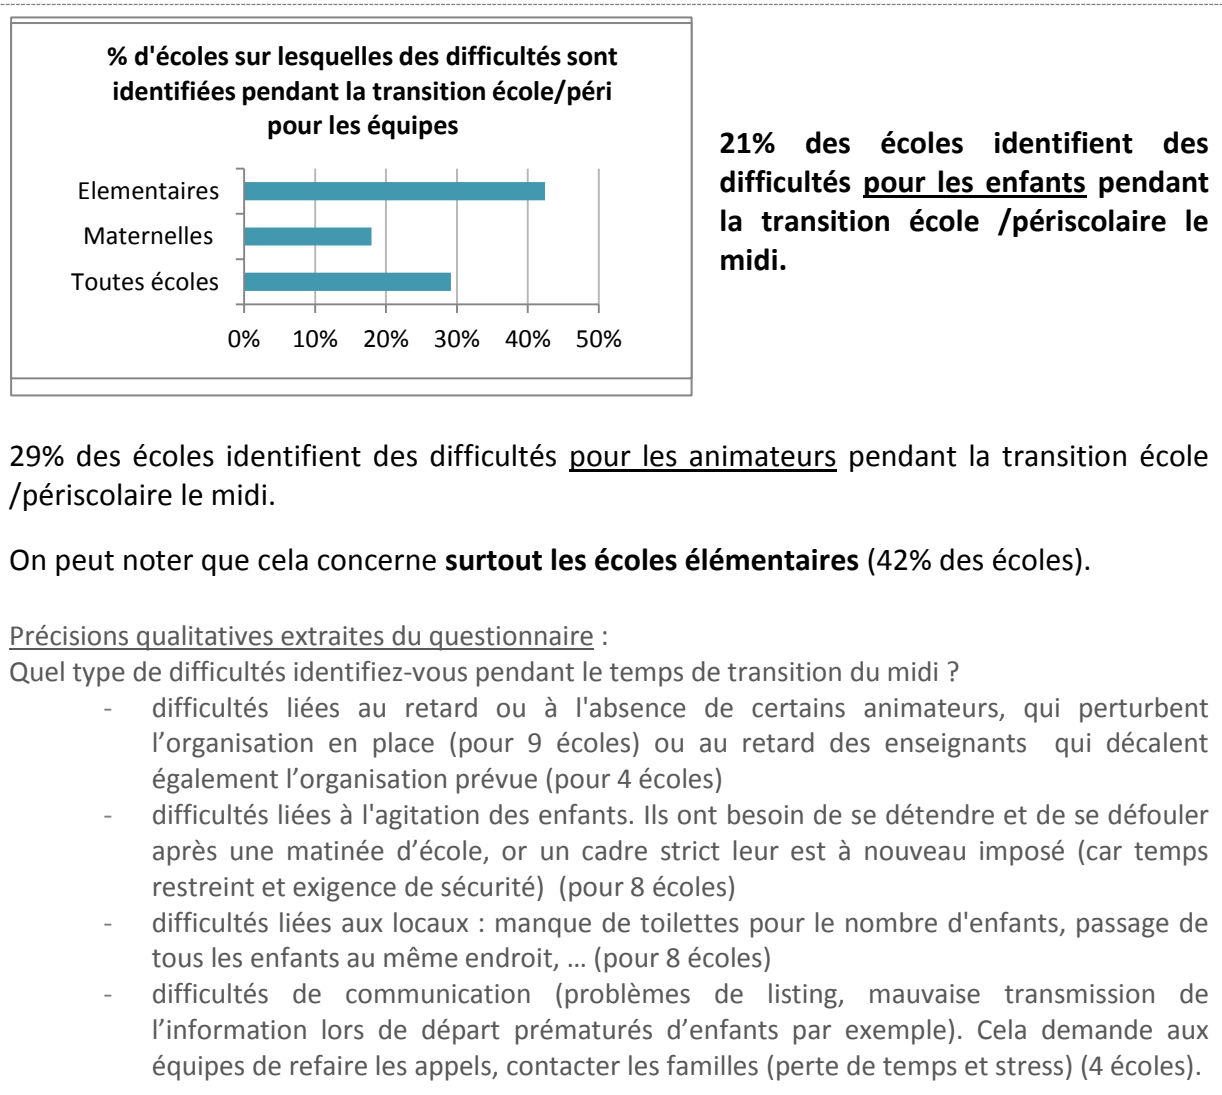 % d'écoles sur lesquelles des difficultés sont
identifiées pendant la transition école/péri
pour les équipes
Elementaires
Maternelles
Toutes écoles
0% 10% 20% 30% 40% 50%
21% des écoles identifient des
difficultés pour les enfants pendant
la transition école /périscolaire le
midi.
29% des écoles identifient des difficultés pour les animateurs pendant la transition école
/périscolaire le midi.
On peut noter que cela concerne surtout les écoles élémentaires (42% des écoles).
Précisions qualitatives extraites du questionnaire :
Quel type de difficultés identifiez-vous pendant le temps de transition du midi ?
- difficultés liées au retard ou à l'absence de certains animateurs, qui perturbent
l’organisation en place (pour 9 écoles) ou au retard des enseignants qui décalent
également l’organisation prévue (pour 4 écoles)
- difficultés liées à l'agitation des enfants. Ils ont besoin de se détendre et de se défouler
après une matinée d’école, or un cadre strict leur est à nouveau imposé (car temps
restreint et exigence de sécurité) (pour 8 écoles)
- difficultés liées aux locaux : manque de toilettes pour le nombre d'enfants, passage de
tous les enfants au même endroit, … (pour 8 écoles)
- difficultés de communication (problèmes de listing, mauvaise transmission de
l’information lors de départ prématurés d’enfants par exemple). Cela demande aux
équipes de refaire les appels, contacter les familles (perte de temps et stress) (4 écoles).